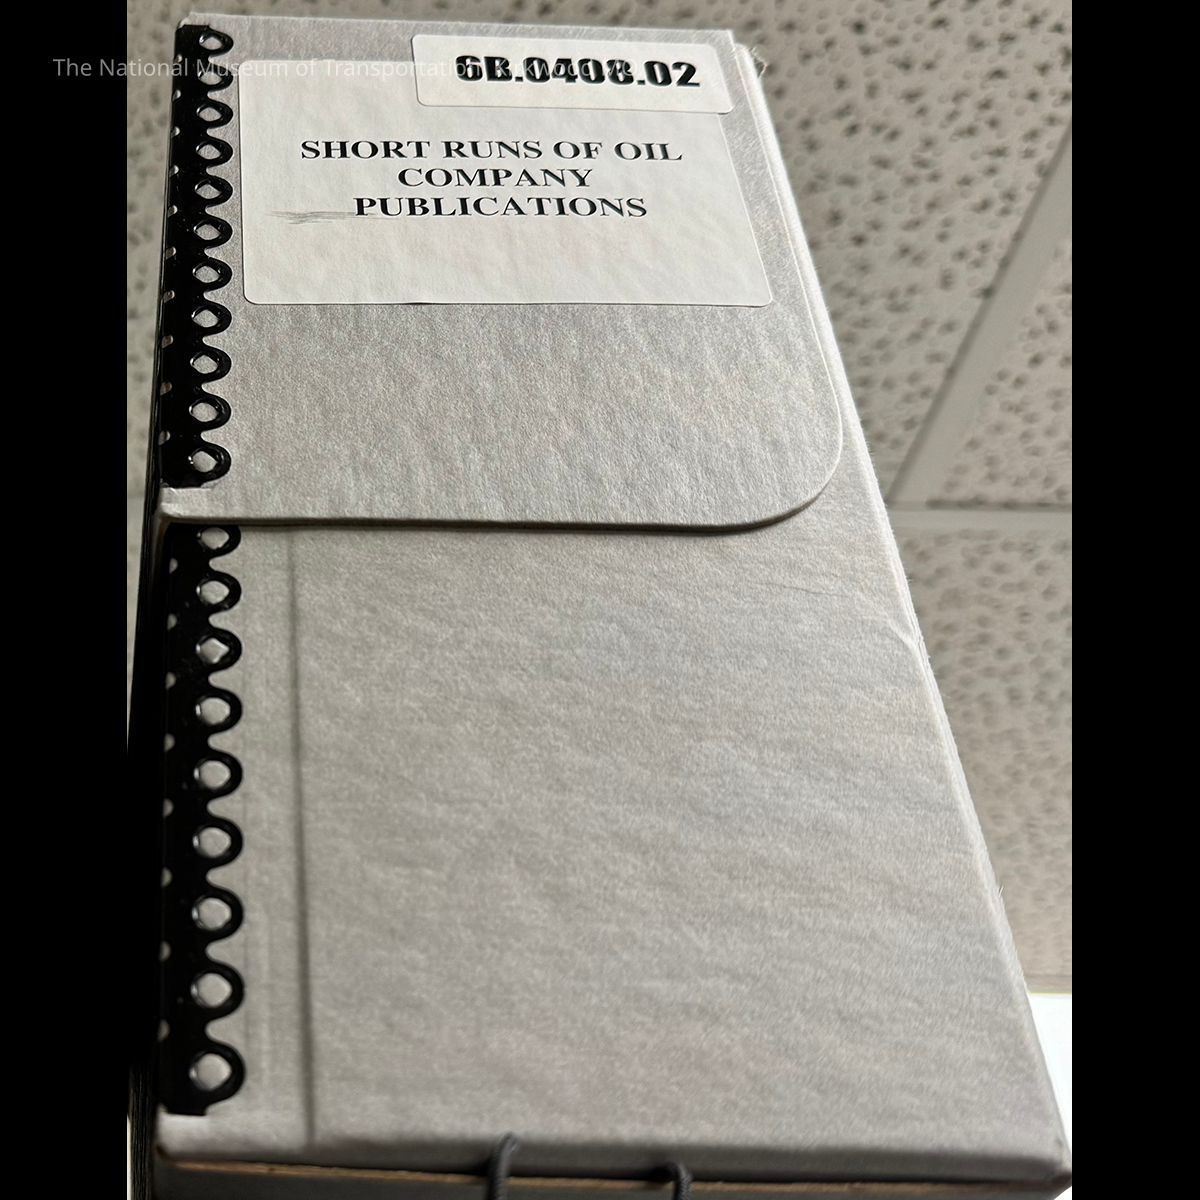 The National Museum of Transportation
6B.0408.02
SHORT RUNS OF OIL
COMPANY
PUBLICATIONS